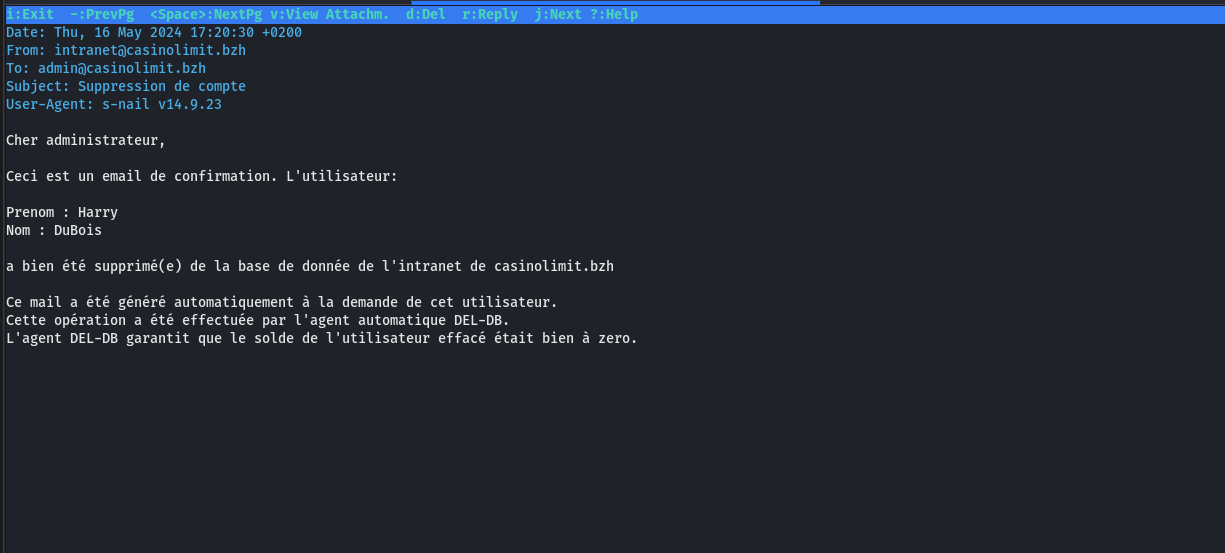 i:Exit  -:PrevPg  <Space>:NextPg v:View Attachm.  d:Del  r:Reply  j:Next ?:Help
Date: Thu, 16 May 2024 17:20:30 +0200
From: intranet@casinolimit.bzh
To: admin@casinolimit.bzh
Subject: Suppression de compte
User-Agent: s-nail v14.9.23
Cher administrateur,
Ceci est un email de confirmation. L'utilisateur:
Prenom : Harry
Nom : DuBois
a bien été supprimé(e) de la base de donnée de l'intranet de casinolimit.bzh
Ce mail a été généré automatiquement à la demande de cet utilisateur.
Cette opération a été effectuée par l'agent automatique DEL-DB.
L'agent DEL-DB garantit que le solde de l'utilisateur effacé était bien à zero.